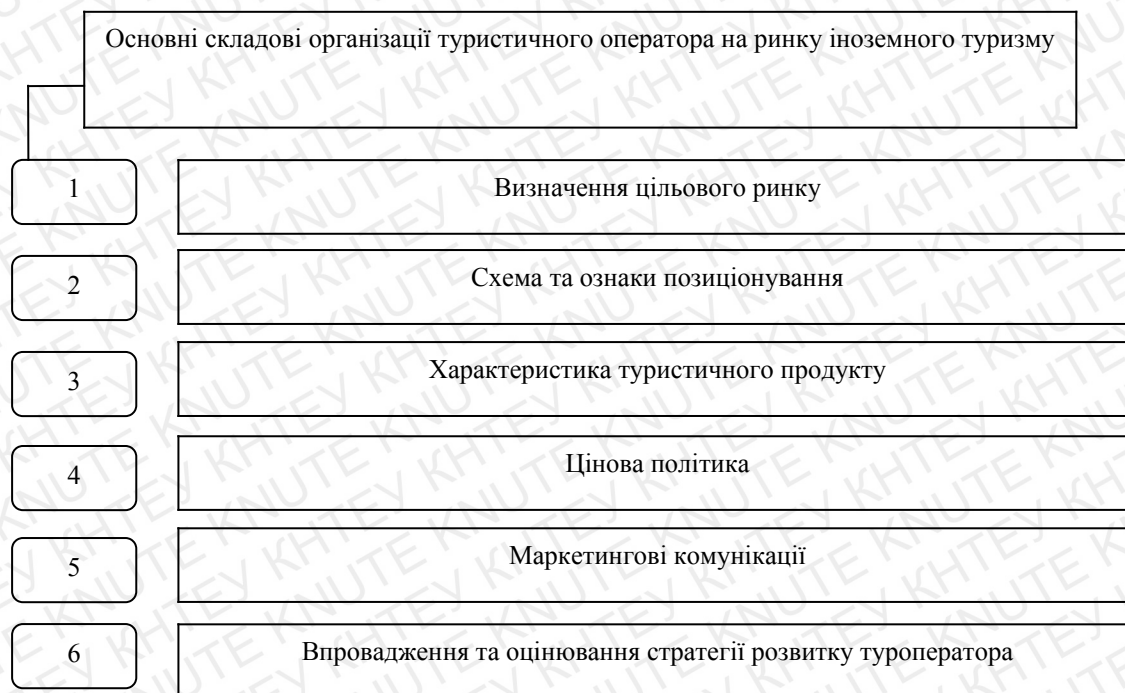 Основні складові організації туристичного оператора на ринку іноземного туризму
1
Визначення цільового ринку
2
Схема та ознаки позиціонування
3
Характеристика туристичного продукту
4
Цінова політика
5
Маркетингові комунікації
6
Впровадження та оцінювання стратегії розвитку туроператора